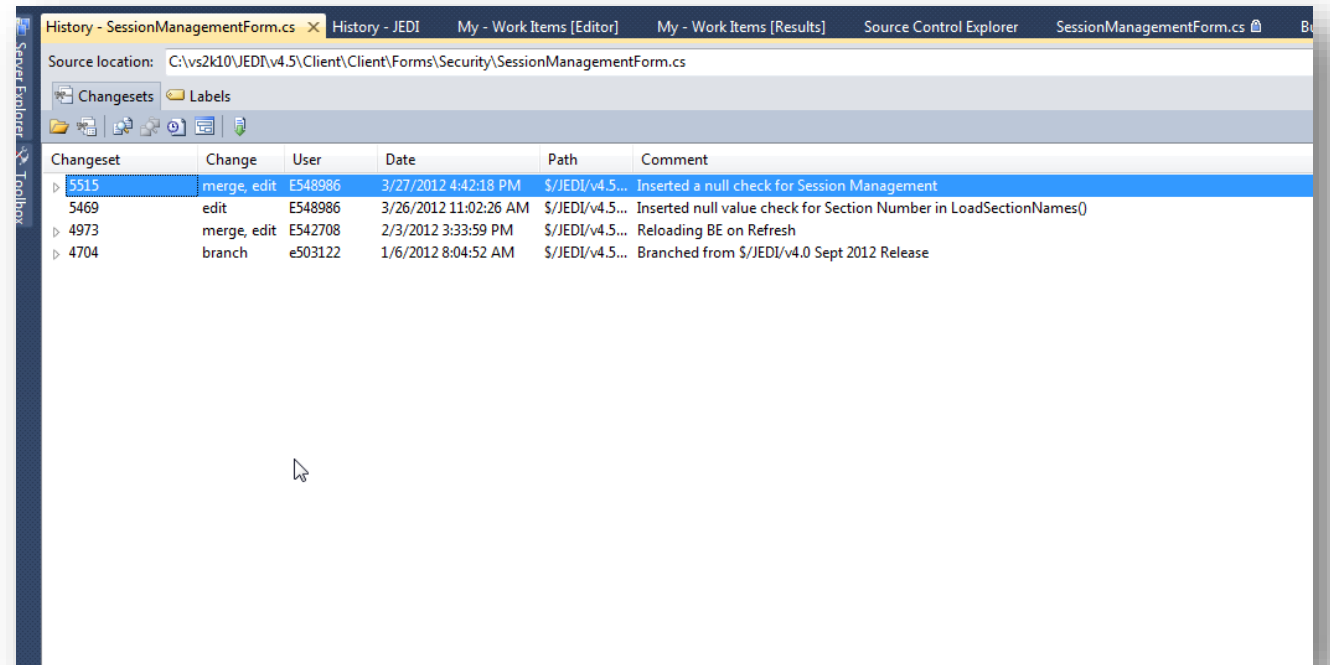 History - SessionManagementForm.cs History - JEDI My - Work Items [Editor] My - Work Items [Results] Source Control Explorer SessionManagementForm.cs
Server Explorer
Toolbox
Source location: C:\vs2k10\JEDI\v4.5\Client\Client\Forms\Security\SessionManagementForm.cs
Changesets Labels
Changeset Change User Date Path Comment
5515 merge, edit E548986 3/27/2012 4:42:18 PM $/JEDI/v4.5... Inserted a null check for Session Management
5469 edit E548986 3/26/2012 11:02:26 AM $/JEDI/v4.5... Inserted null value check for Section Number in LoadSectionNames()
4973 merge, edit E542708 2/3/2012 3:33:59 PM $/JEDI/v4.5... Reloading BE on Refresh
4704 branch e503122 1/6/2012 8:04:52 AM $/JEDI/v4.5... Branched from $/JEDI/v4.0 Sept 2012 Release